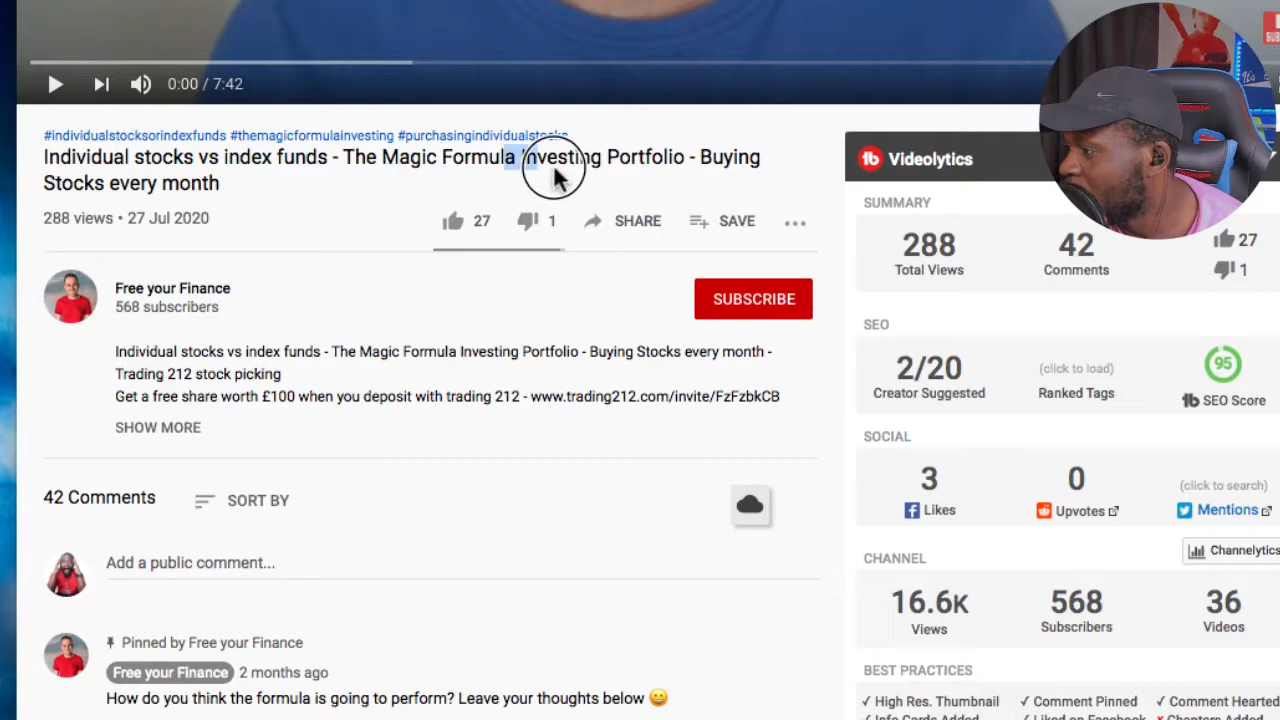 0:00 / 7:42
#individualstocksorindexfunds #themagicformulainvesting #purchasingindividualstocks
Individual stocks vs index funds - The Magic Formula Investing Portfolio - Buying
Stocks every month
288 views • 27 Jul 2020
27
1
SHARE
SAVE
Free your Finance
568 subscribers
SUBSCRIBE
Individual stocks vs index funds - The Magic Formula Investing Portfolio - Buying Stocks every month -
Trading 212 stock picking
Get a free share worth £100 when you deposit with trading 212 - www.trading212.com/invite/FzFzbkCB
SHOW MORE
42 Comments
SORT BY
Add a public comment...
Pinned by Free your Finance
Free your Finance 2 months ago
How do you think the formula is going to perform? Leave your thoughts below 😀
tb Videolytics
SUMMARY
288
Total Views
42
Comments
27
1
SEO
2/20
Creator Suggested
(click to load)
Ranked Tags
95
tb SEO Score
SOCIAL
3
Likes
0
Upvotes
(click to search)
Mentions
Channelytics
CHANNEL
16.6K
Views
568
Subscribers
36
Videos
BEST PRACTICES
✓ High Res. Thumbnail
✓ Comment Pinned
✓ Comment Hearted